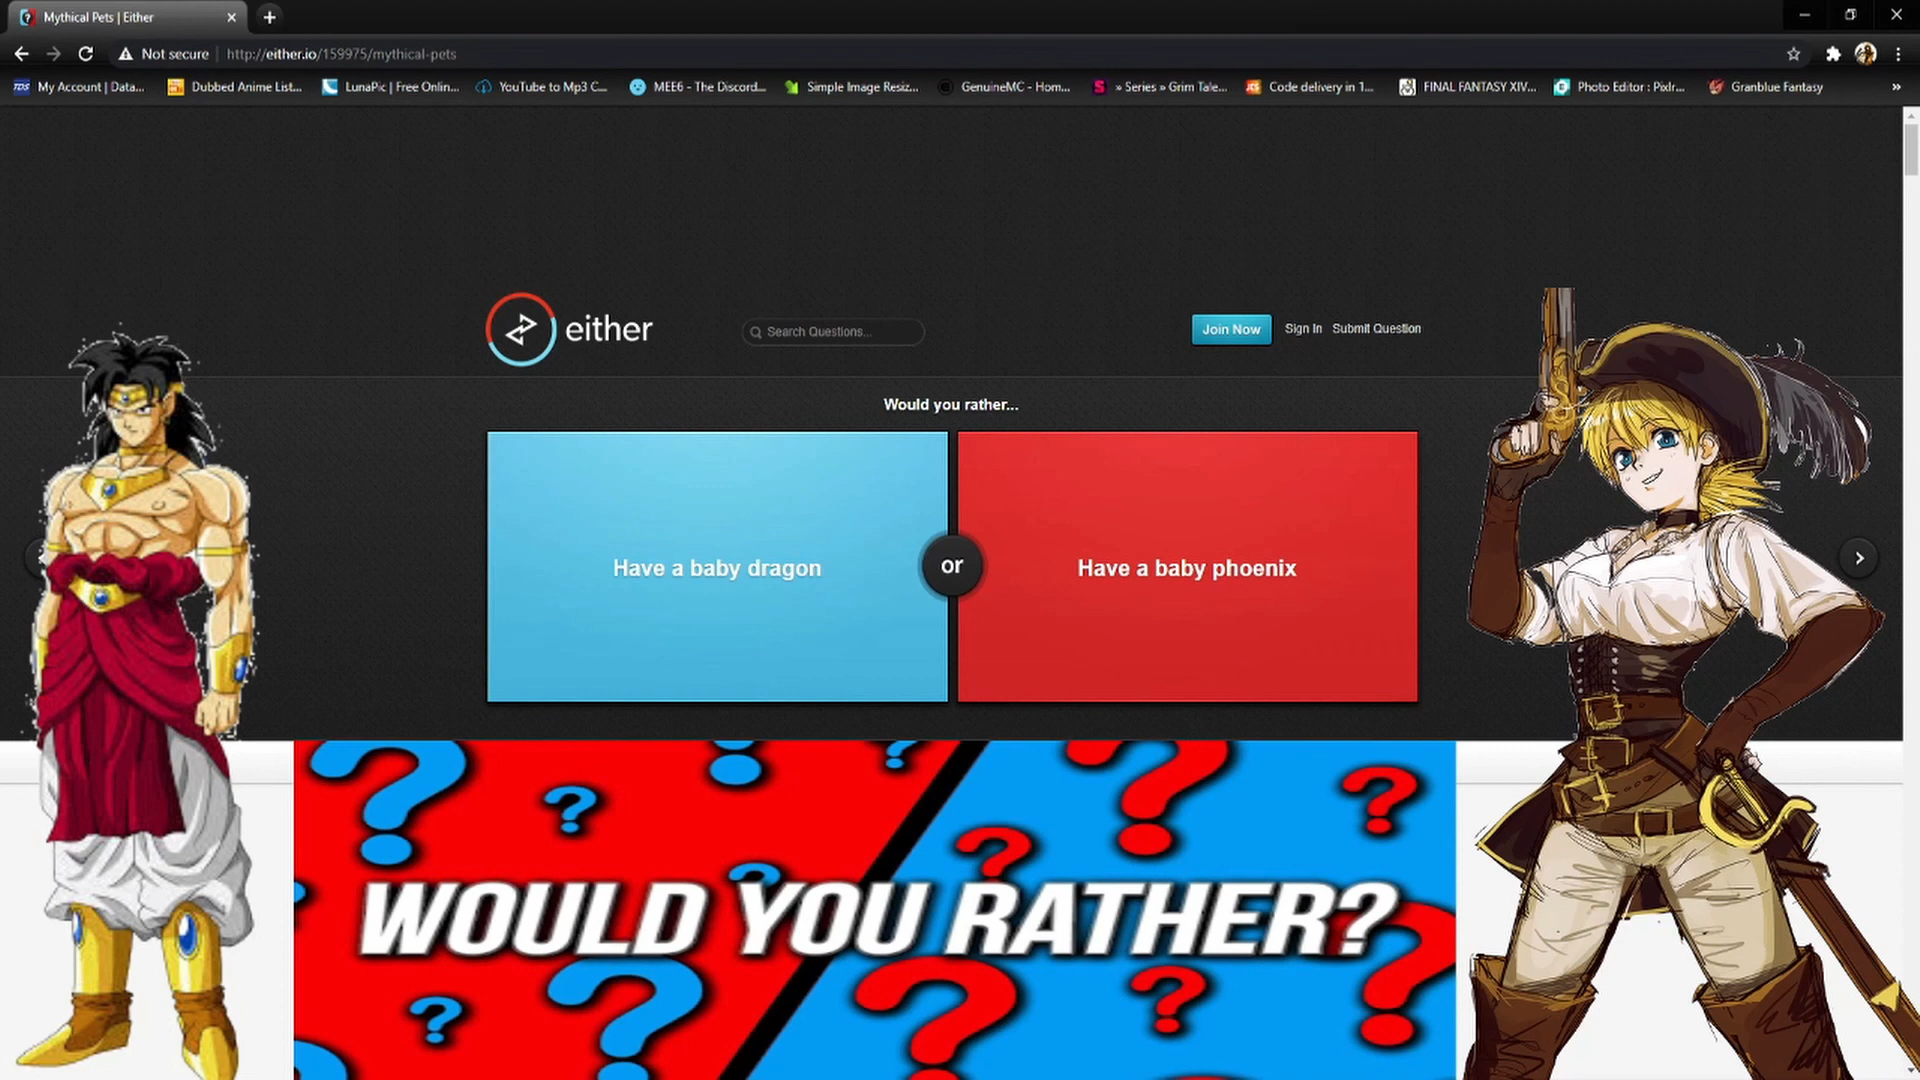 Mythical Pets | Either
Not secure
http://either.io/159975/mythical-pets
My Account | Data...
Dubbed Anime List...
LunaPic | Free Onlin...
YouTube to Mp3 C...
MEE6 - The Discord...
Simple Image Resiz...
GenuineMC - Hom...
» Series » Grim Tale...
Code delivery in 1...
FINAL FANTASY XIV...
Photo Editor : Pixlr...
Granblue Fantasy
»
either
Search Questions...
Join Now
Sign In
Submit Question
Would you rather...
Have a baby dragon
or
Have a baby phoenix
WOULD YOU RATHER?